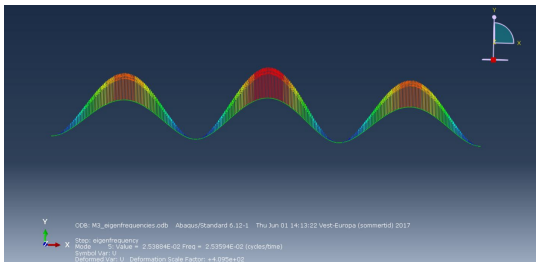 Y
X
Y
X
ODB: M3_eigenfrequencies.odb Abaqus/Standard 6.12-1 Thu Jun 01 14:13:22 Vest-Europa (sommertid) 2017
Step: eigenfrequency
Mode 5: Value = 2.53894E-02 Freq = 2.53594E-02 (cycles/time)
Symbol Var: U
Deformed Var: U Deformation Scale Factor: +4.095e+02